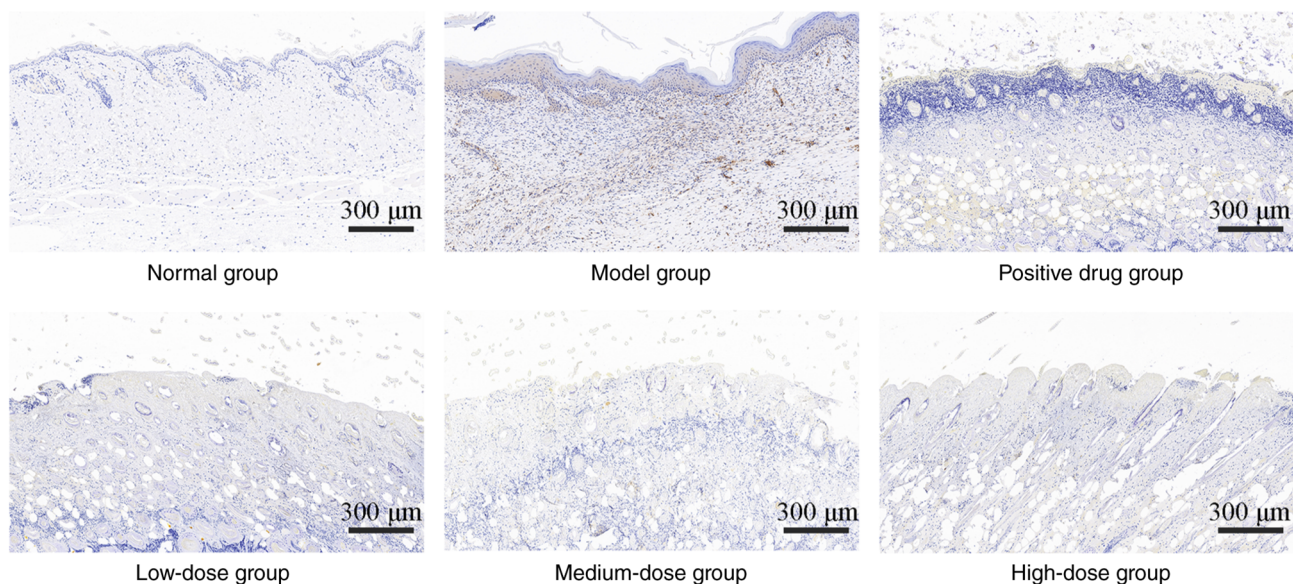 300 μm
300 μm
300 μm
Normal group
Model group
Positive drug group
300 μm
300 μm
300 μm
Low-dose group
Medium-dose group
High-dose group